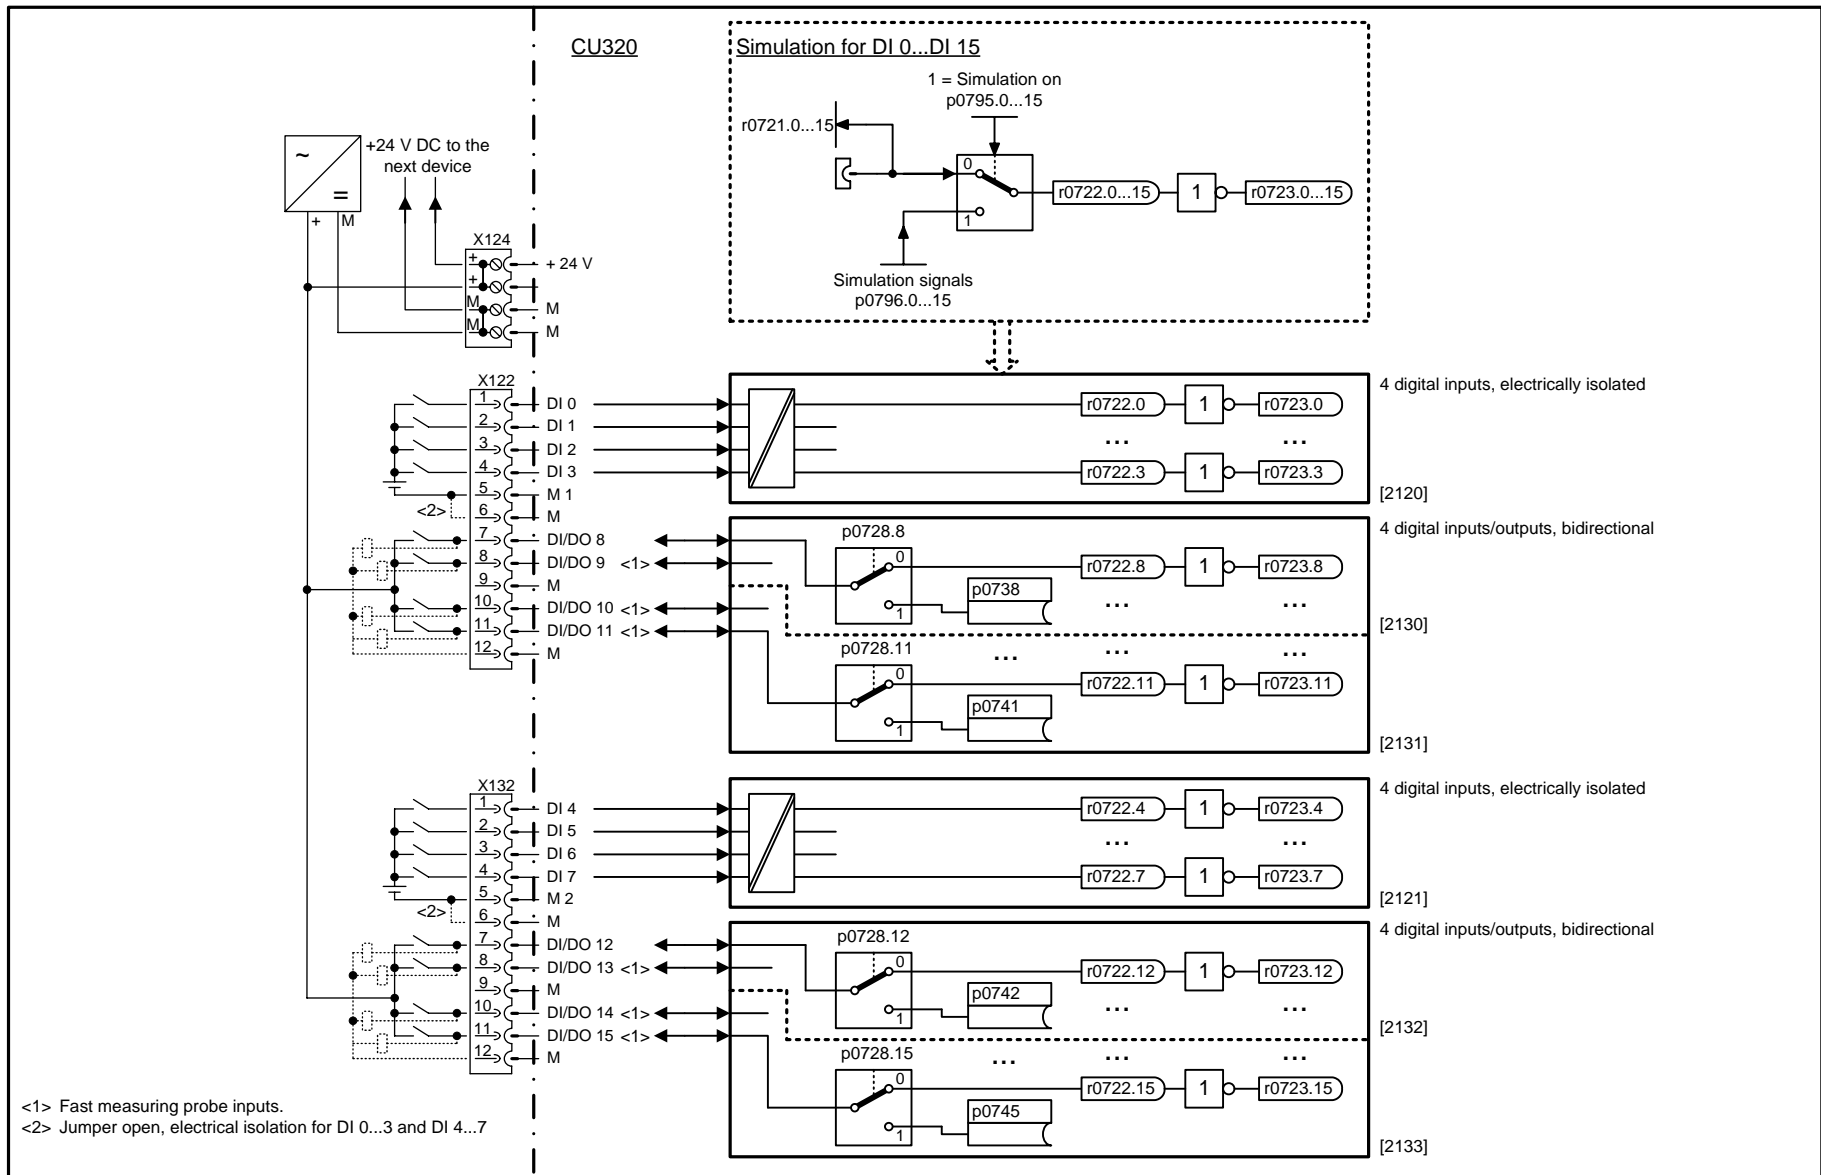 CU320
Simulation for DI 0...DI 15
1 = Simulation on
p0795.0...15
r0721.0...15
0
1
r0722.0...15
1
r0723.0...15
Simulation signals
p0796.0...15
~
=
+
M
+24 V DC to the
next device
X124
+
+ 24 V
+
M
M
M
M
X122
1
DI 0
2
DI 1
3
DI 2
4
DI 3
5
M 1
<2>
6
M
7
DI/DO 8
8
DI/DO 9 <1>
9
M
10
DI/DO 10 <1>
11
DI/DO 11 <1>
12
M
4 digital inputs, electrically isolated
r0722.0
1
r0723.0
...
...
r0722.3
1
r0723.3
[2120]
4 digital inputs/outputs, bidirectional
p0728.8
0
1
r0722.8
1
r0723.8
p0738
...
...
[2130]
p0728.11
...
...
...
0
1
r0722.11
1
r0723.11
p0741
[2131]
X132
1
DI 4
2
DI 5
3
DI 6
4
DI 7
5
M 2
<2>
6
M
7
DI/DO 12
8
DI/DO 13 <1>
9
M
10
DI/DO 14 <1>
11
DI/DO 15 <1>
12
M
4 digital inputs, electrically isolated
r0722.4
1
r0723.4
...
...
r0722.7
1
r0723.7
[2121]
4 digital inputs/outputs, bidirectional
p0728.12
0
1
r0722.12
1
r0723.12
p0742
...
...
[2132]
p0728.15
...
...
...
0
1
r0722.15
1
r0723.15
p0745
[2133]
<1> Fast measuring probe inputs.
<2> Jumper open, electrical isolation for DI 0...3 and DI 4...7